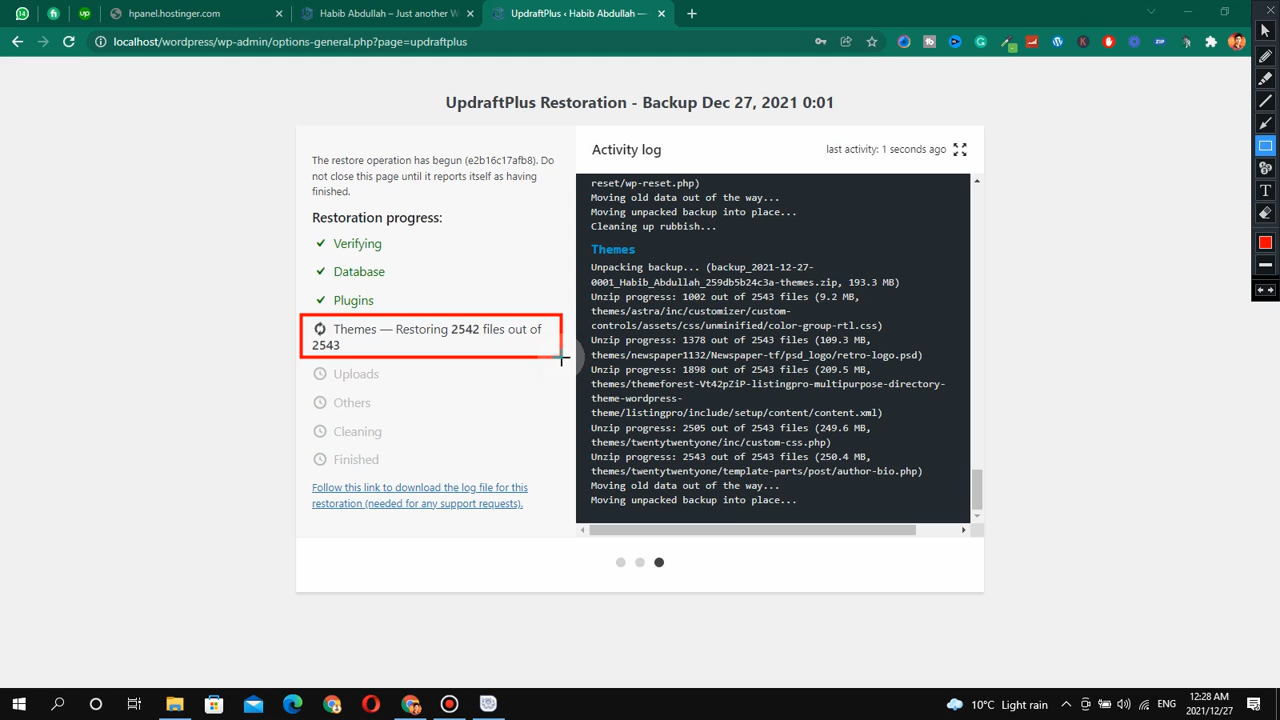 14
fi
up
hpanel.hostinger.com
Habib Abdullah – Just another W
UpdraftPlus ‹ Habib Abdullah —
localhost/wordpress/wp-admin/options-general.php?page=updraftplus
UpdraftPlus Restoration - Backup Dec 27, 2021 0:01
The restore operation has begun (e2b16c17afb8). Do
not close this page until it reports itself as having
finished.
Restoration progress:
Verifying
Database
Plugins
Themes — Restoring 2542 files out of
2543
Uploads
Others
Cleaning
Finished
Follow this link to download the log file for this
restoration (needed for any support requests).
Activity log
last activity: 1 seconds ago
reset/wp-reset.php)
Moving old data out of the way...
Moving unpacked backup into place...
Cleaning up rubbish...
Themes
Unpacking backup... (backup_2021-12-27-
0001_Habib_Abdullah_259db5b24c3a-themes.zip, 193.3 MB)
Unzip progress: 1002 out of 2543 files (9.2 MB,
themes/astra/inc/customizer/custom-
controls/assets/css/unminified/color-group-rtl.css)
Unzip progress: 1378 out of 2543 files (109.3 MB,
themes/newspaper1132/Newspaper-tf/psd_logo/retro-logo.psd)
Unzip progress: 1898 out of 2543 files (209.5 MB,
themes/themeforest-Vt42pZiP-listingpro-multipurpose-directory-
theme-wordpress-
theme/listingpro/include/setup/content/content.xml)
Unzip progress: 2505 out of 2543 files (249.6 MB,
themes/twentytwentyone/inc/custom-css.php)
Unzip progress: 2543 out of 2543 files (250.4 MB,
themes/twentytwentyone/template-parts/post/author-bio.php)
Moving old data out of the way...
Moving unpacked backup into place...
T
10°C Light rain
ENG
12:28 AM
2021/12/27